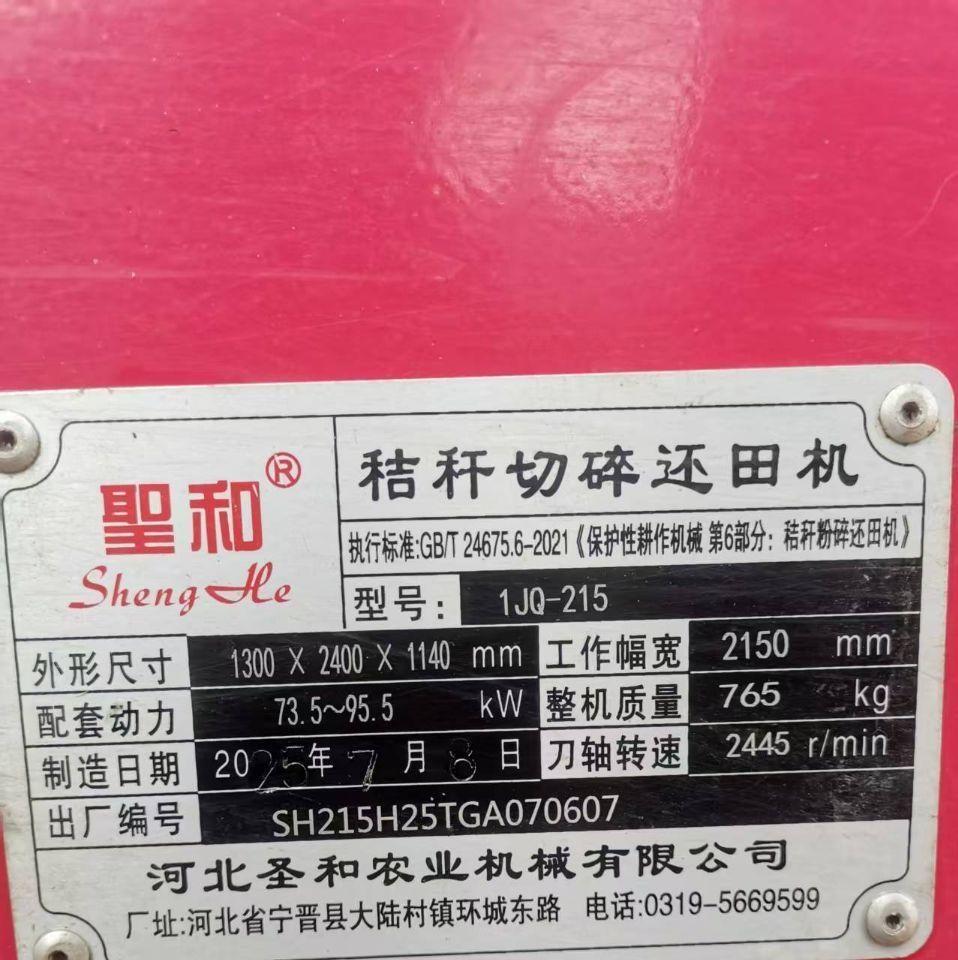 聖和®
Sheng He
秸秆切碎还田机
执行标准:GB/T 24675.6-2021《保护性耕作机械 第6部分：秸秆粉碎还田机》
型号: 1JQ-215
外形尺寸 1300 X 2400 X 1140 mm 工作幅宽 2150 mm
配套动力 73.5~95.5 kW 整机质量 765 kg
制造日期 2025年7月8日 刀轴转速 2445 r/min
出厂编号 SH215H25TGA070607
河北圣和农业机械有限公司
厂址:河北省宁晋县大陆村镇环城东路 电话:0319-5669599